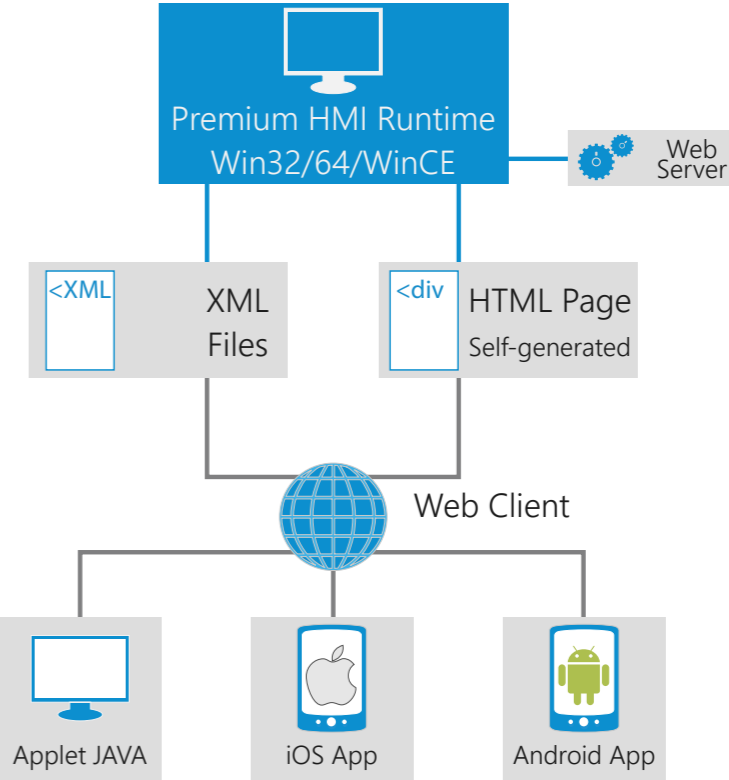 Premium HMI Runtime
Win32/64/WinCE
Web
Server
<XML
XML
Files
<div
HTML Page
Self-generated
Web Client
Applet JAVA
iOS App
Android App